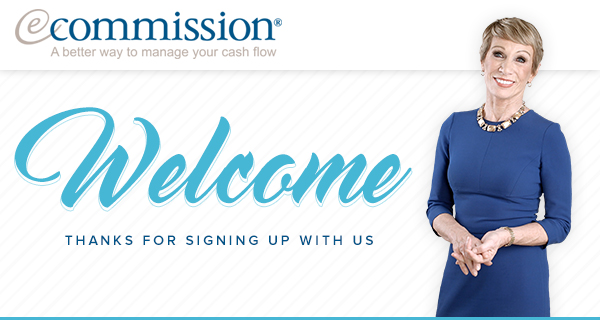 ecommission®
A better way to manage your cash flow
Welcome
THANKS FOR SIGNING UP WITH US